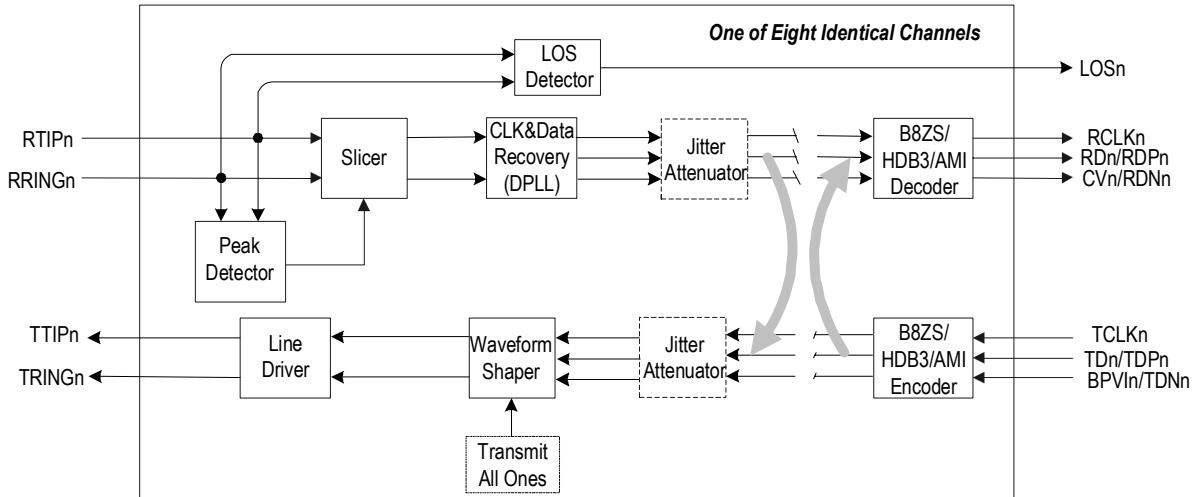 One of Eight Identical Channels
LOS
Detector
LOSn
RTIPn
RRINGn
Slicer
CLK&Data
Recovery
(DPLL)
Jitter
Attenuator
B8ZS/
HDB3/AMI
Decoder
RCLKn
RDn/RDPn
CVn/RDNn
Peak
Detector
TTIPn
TRINGn
Line
Driver
Waveform
Shaper
Jitter
Attenuator
B8ZS/
HDB3/AMI
Encoder
TCLKn
TDn/TDPn
BPVIn/TDNn
Transmit
All Ones